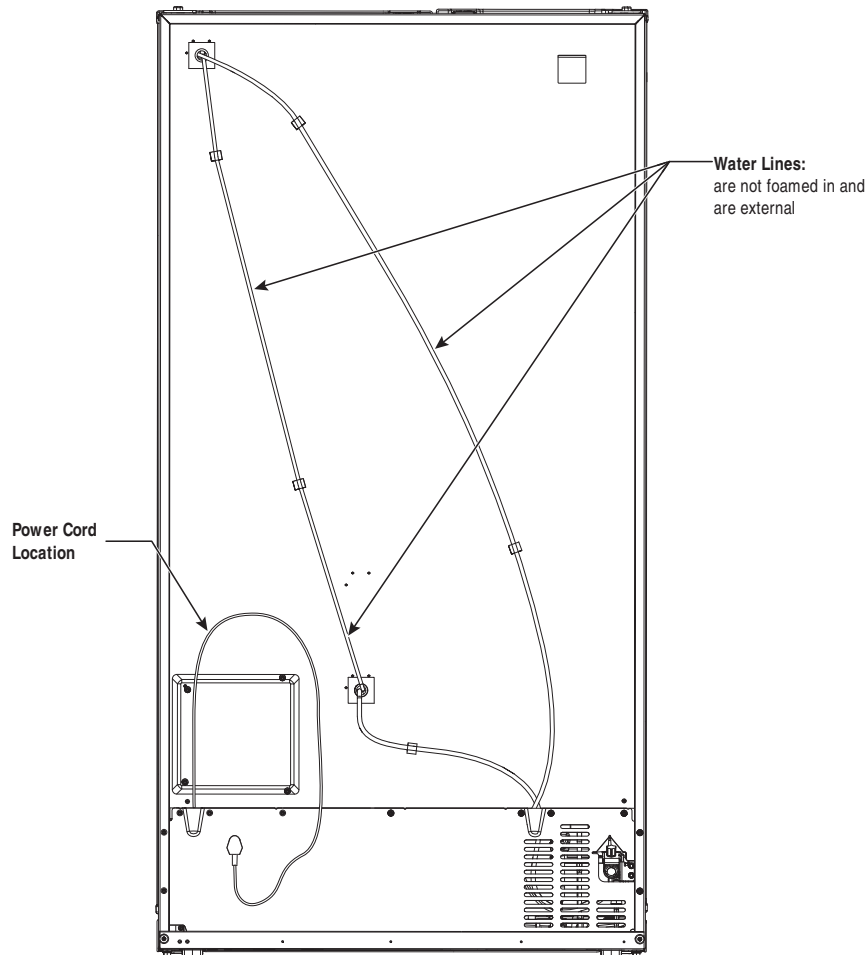 Water Lines:
are not foamed in and
are external
Power Cord
Location